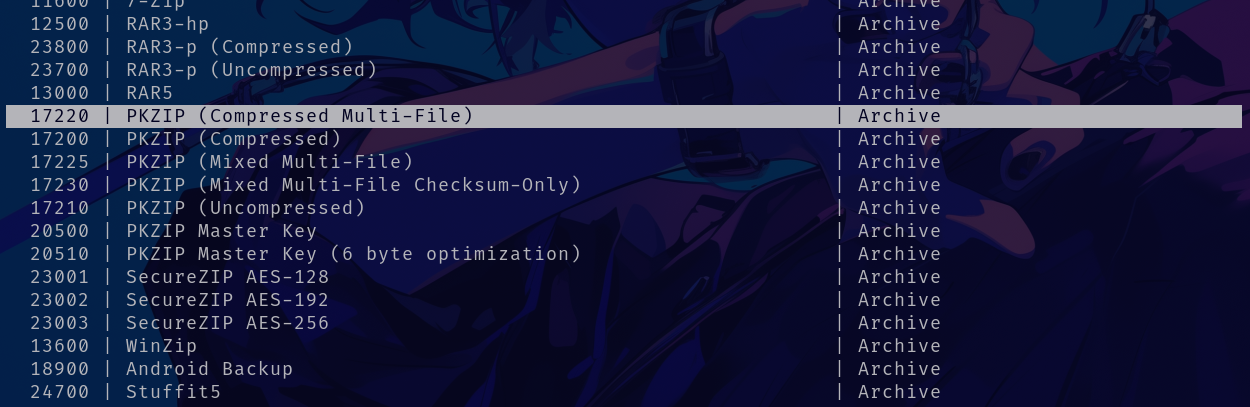 11600 | 7-Zip | Archive
12500 | RAR3-hp | Archive
23800 | RAR3-p (Compressed) | Archive
23700 | RAR3-p (Uncompressed) | Archive
13000 | RAR5 | Archive
17220 | PKZIP (Compressed Multi-File) | Archive
17200 | PKZIP (Compressed) | Archive
17225 | PKZIP (Mixed Multi-File) | Archive
17230 | PKZIP (Mixed Multi-File Checksum-Only) | Archive
17210 | PKZIP (Uncompressed) | Archive
20500 | PKZIP Master Key | Archive
20510 | PKZIP Master Key (6 byte optimization) | Archive
23001 | SecureZIP AES-128 | Archive
23002 | SecureZIP AES-192 | Archive
23003 | SecureZIP AES-256 | Archive
13600 | WinZip | Archive
18900 | Android Backup | Archive
24700 | Stuffit5 | Archive